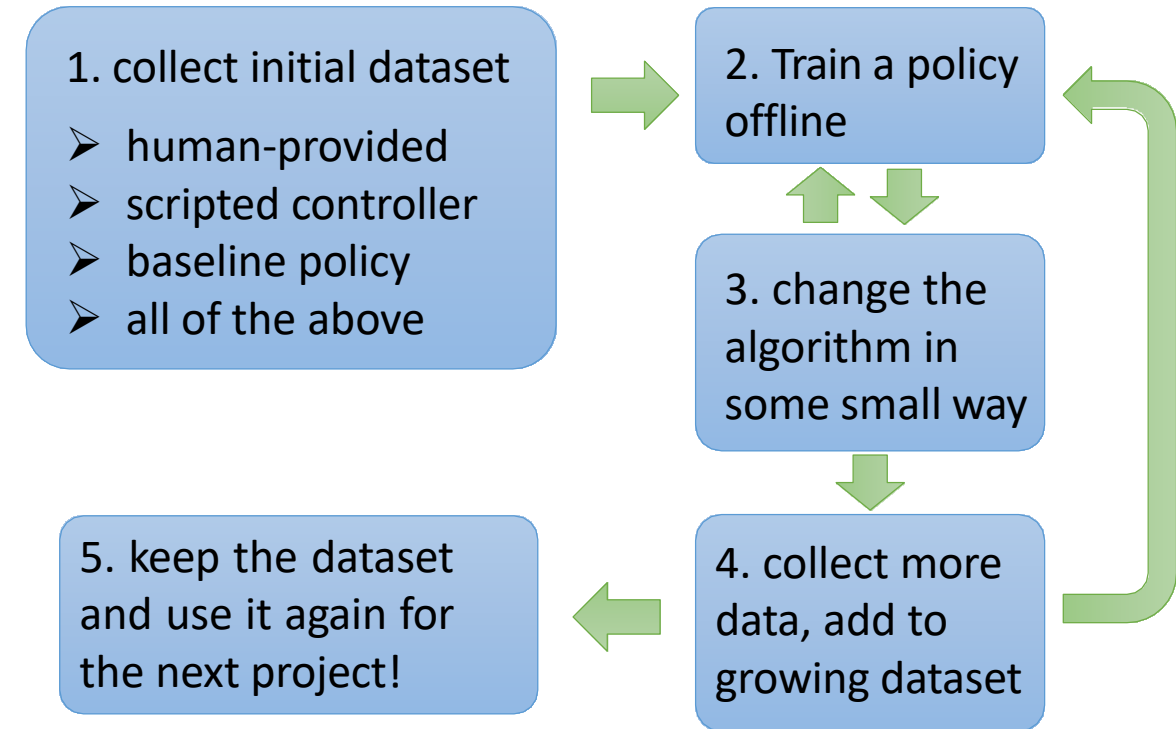 1. collect initial dataset
➢ human-provided
➢ scripted controller
➢ baseline policy
➢ all of the above
2. Train a policy
offline
3. change the
algorithm in
some small way
4. collect more
data, add to
growing dataset
5. keep the dataset
and use it again for
the next project!